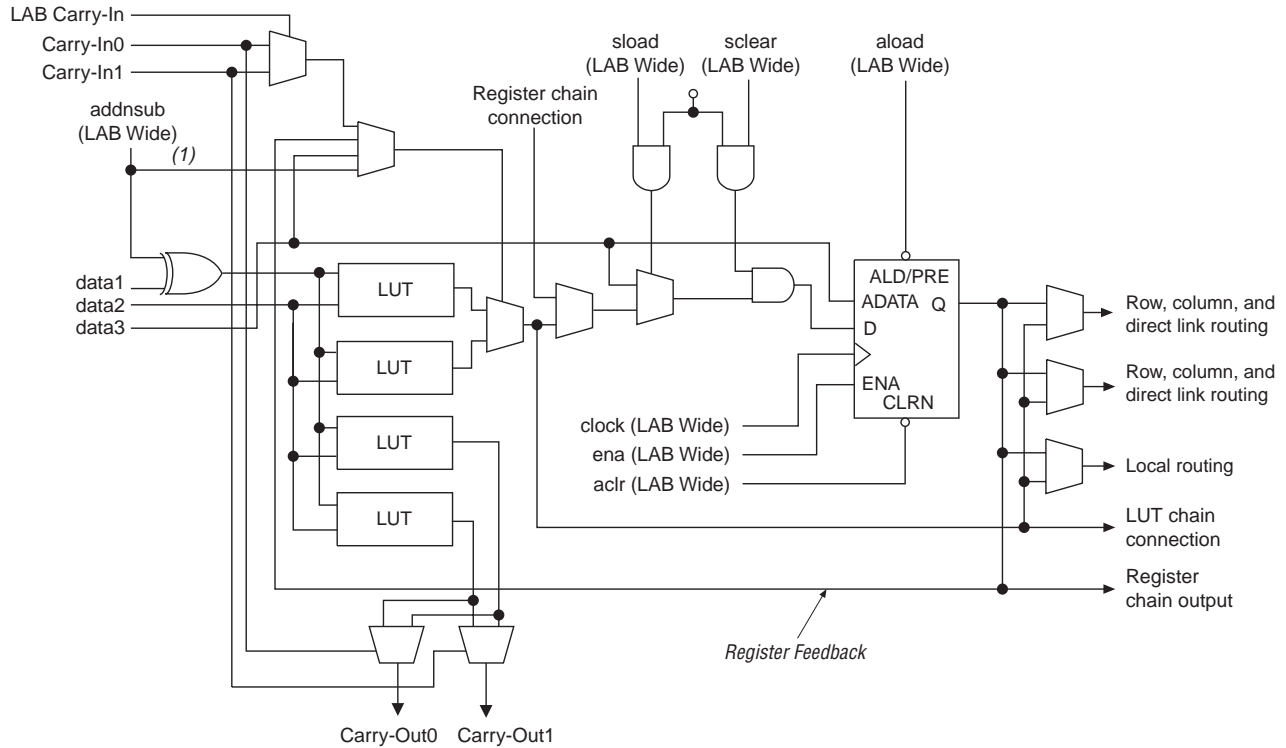 LAB Carry-In
Carry-In0
Carry-In1
addnsub
(LAB Wide)
(1)
data1
data2
data3
LUT
LUT
LUT
LUT
Register chain
connection
sload
(LAB Wide)
sclear
(LAB Wide)
aload
(LAB Wide)
ALD/PRE
ADATA
Q
D
ENA
CLRN
clock (LAB Wide)
ena (LAB Wide)
aclr (LAB Wide)
Row, column, and
direct link routing
Row, column, and
direct link routing
Local routing
LUT chain
connection
Register
chain output
Register Feedback
Carry-Out0
Carry-Out1